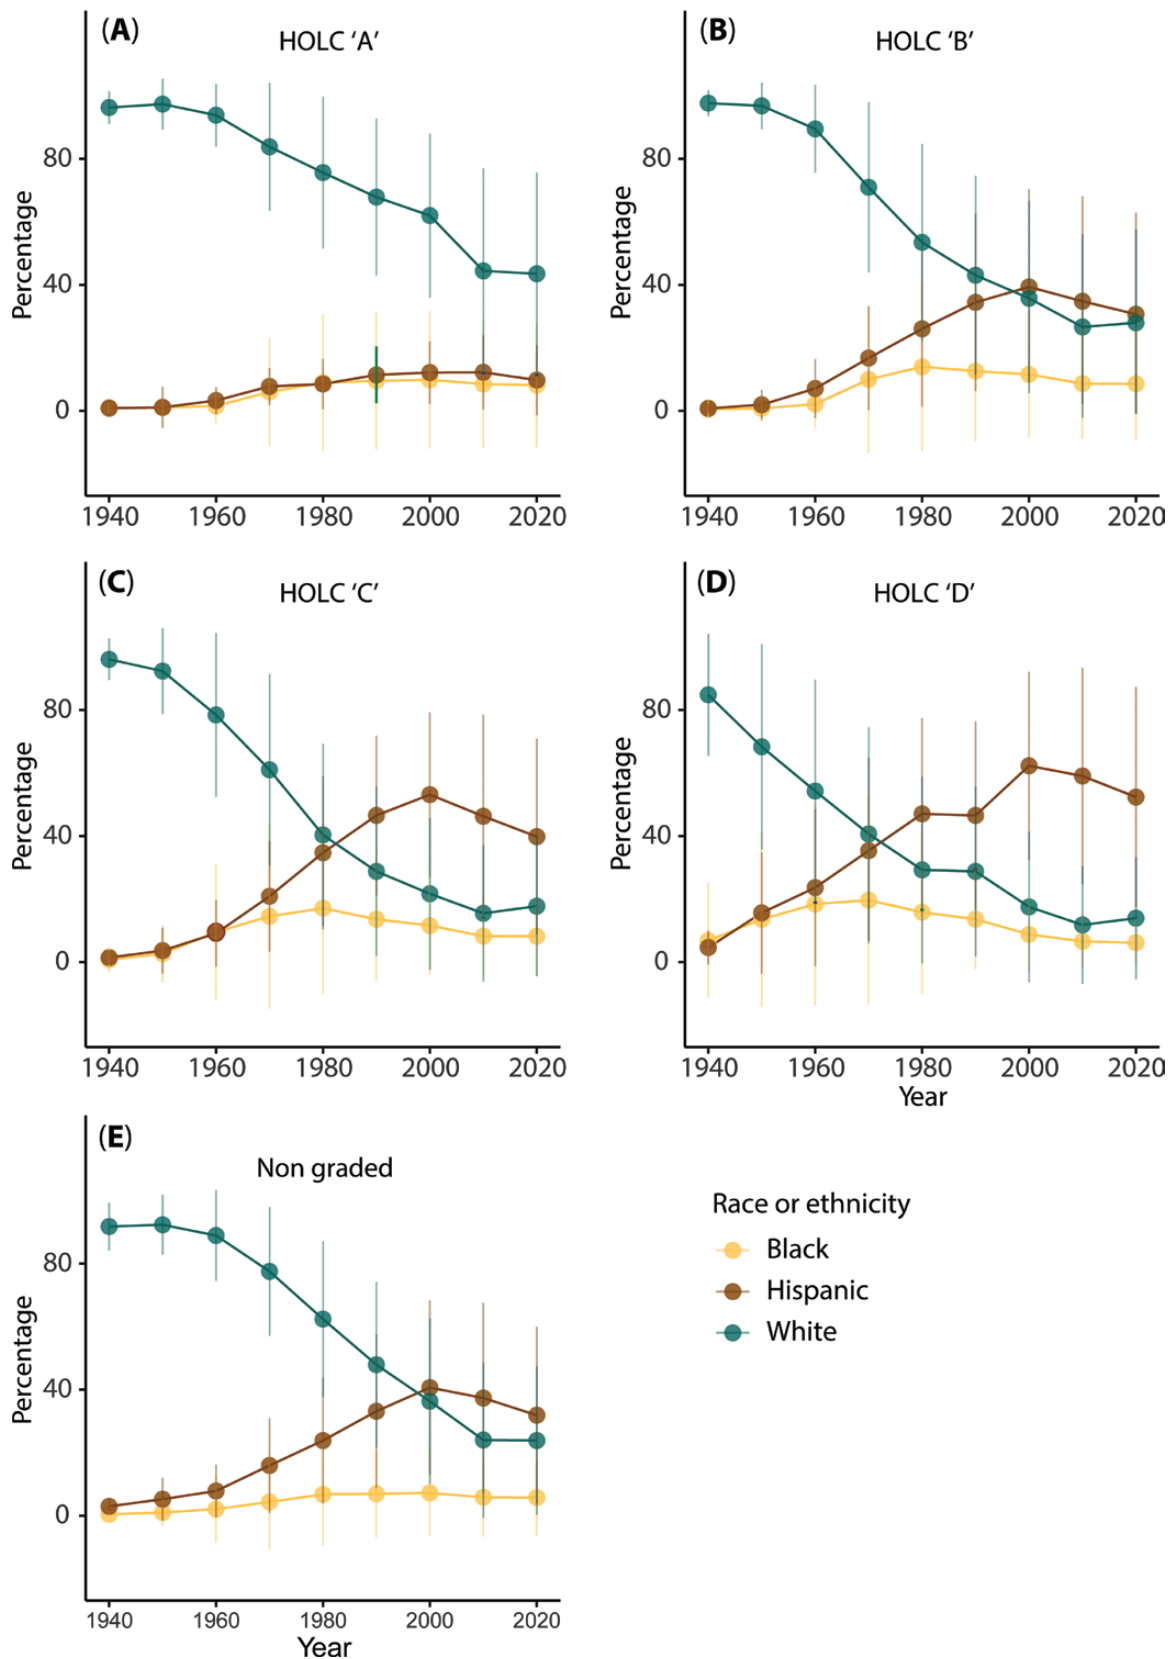 (A)
HOLC ‘A’
Percentage
80
40
0
1940 1960 1980 2000 2020
(B)
HOLC ‘B’
Percentage
80
40
0
1940 1960 1980 2000 2020
(C)
HOLC ‘C’
Percentage
80
40
0
1940 1960 1980 2000 2020
(D)
HOLC ‘D’
Percentage
80
40
0
1940 1960 1980 2000 2020
Year
(E)
Non graded
Percentage
80
40
0
1940 1960 1980 2000 2020
Year
Race or ethnicity
Black
Hispanic
White